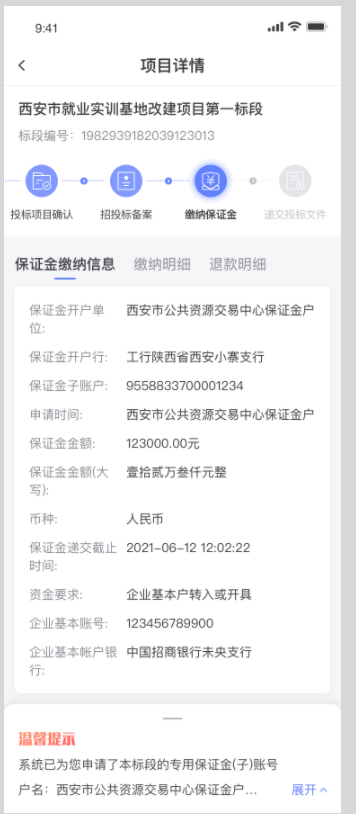 9:41
项目详情
西安市就业实训基地改建项目第一标段
标段编号：1982939182039123013
投标项目确认 招投标备案 缴纳保证金 递交投标文件
保证金缴纳信息 缴纳明细 退款明细
保证金开户单 西安市公共资源交易中心保证金户
位:
保证金开户行: 工行陕西省西安小寨支行
保证金子账户: 9558833700001234
申请时间: 西安市公共资源交易中心保证金户
保证金金额: 123000.00元
保证金金额(大 壹拾贰万叁仟元整
写):
币种: 人民币
保证金递交截止 2021-06-12 12:02:22
时间:
资金要求: 企业基本户转入或开具
企业基本账号: 123456789900
企业基本帐户银 中国招商银行未央支行
行:
温馨提示
系统已为您申请了本标段的专用保证金(子)账号
户名：西安市公共资源交易中心保证金户... 展开